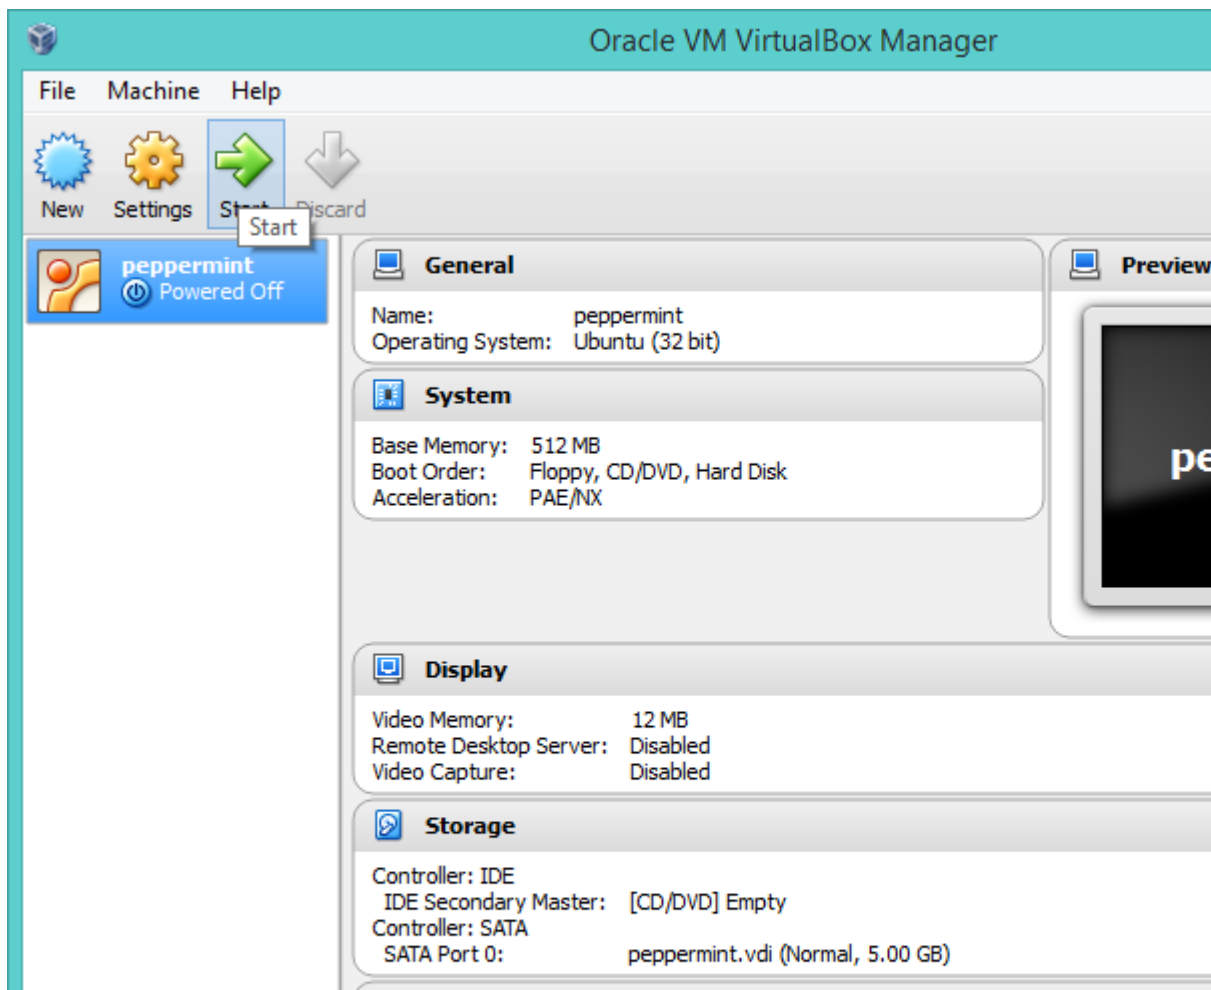 Oracle VM VirtualBox Manager
File Machine Help
New Settings Start Discard
Start
peppermint
Powered Off
General
Name: peppermint
Operating System: Ubuntu (32 bit)
System
Base Memory: 512 MB
Boot Order: Floppy, CD/DVD, Hard Disk
Acceleration: PAE/NX
Preview
pe
Display
Video Memory: 12 MB
Remote Desktop Server: Disabled
Video Capture: Disabled
Storage
Controller: IDE
IDE Secondary Master: [CD/DVD] Empty
Controller: SATA
SATA Port 0: peppermint.vdi (Normal, 5.00 GB)